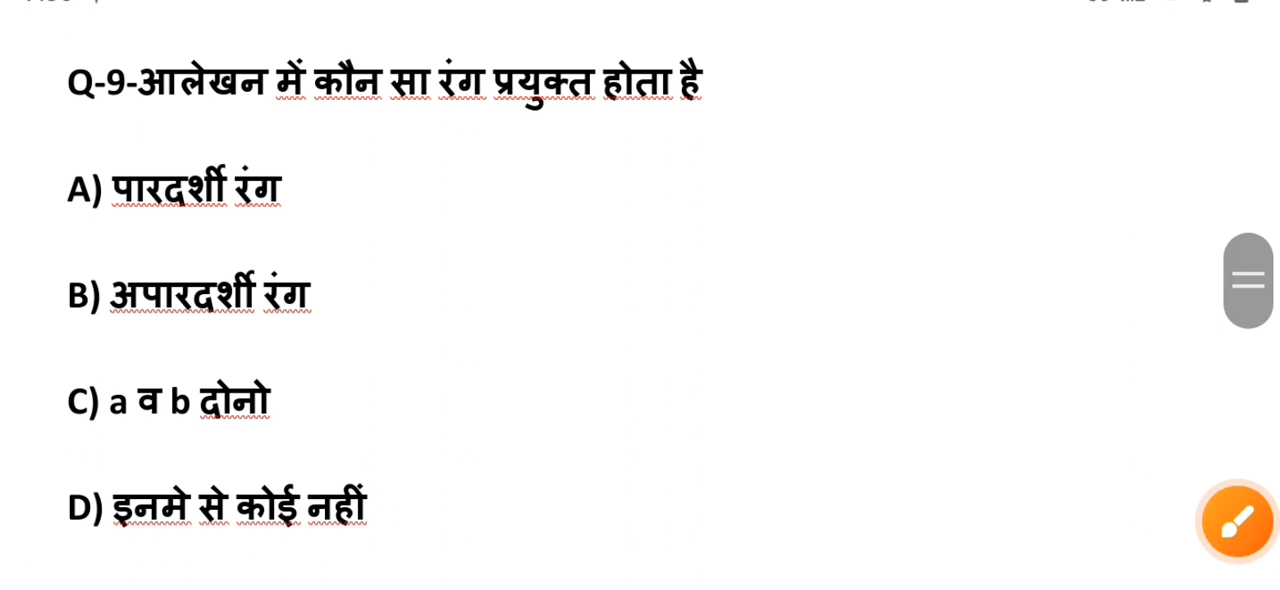 Q-9-आलेखन में कौन सा रंग प्रयुक्त होता है
A) पारदर्शी रंग
B) अपारदर्शी रंग
C) a व b दोनो
D) इनमे से कोई नहीं